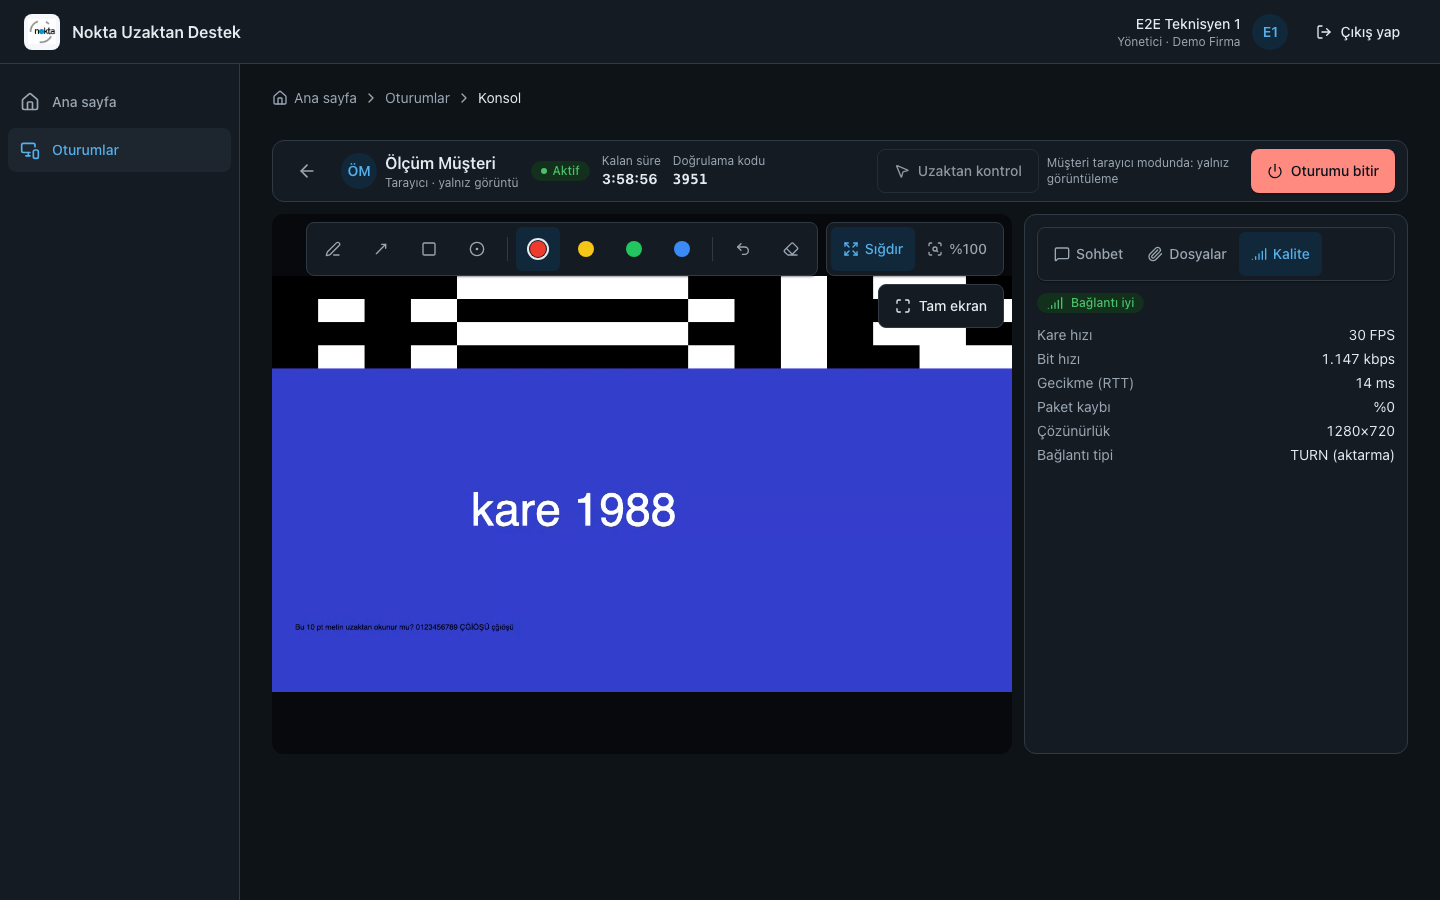 nokta
Nokta Uzaktan Destek
E2E Teknisyen 1
Yönetici · Demo Firma
E1
Çıkış yap
Ana sayfa
Oturumlar
Ana sayfa
Oturumlar
Konsol
ÖM
Ölçüm Müşteri
Tarayıcı · yalnız görüntü
Aktif
Kalan süre
3:58:56
Doğrulama kodu
3951
Uzaktan kontrol
Müşteri tarayıcı modunda: yalnız
görüntüleme
Oturumu bitir
Sığdır
%100
Tam ekran
kare 1988
Bu 10 pt metin uzaktan okunur mu? 0123456789 ÇĞİÖŞÜ çğıöşü
Sohbet
Dosyalar
Kalite
Bağlantı iyi
Kare hızı 30 FPS
Bit hızı 1.147 kbps
Gecikme (RTT) 14 ms
Paket kaybı %0
Çözünürlük 1280×720
Bağlantı tipi TURN (aktarma)